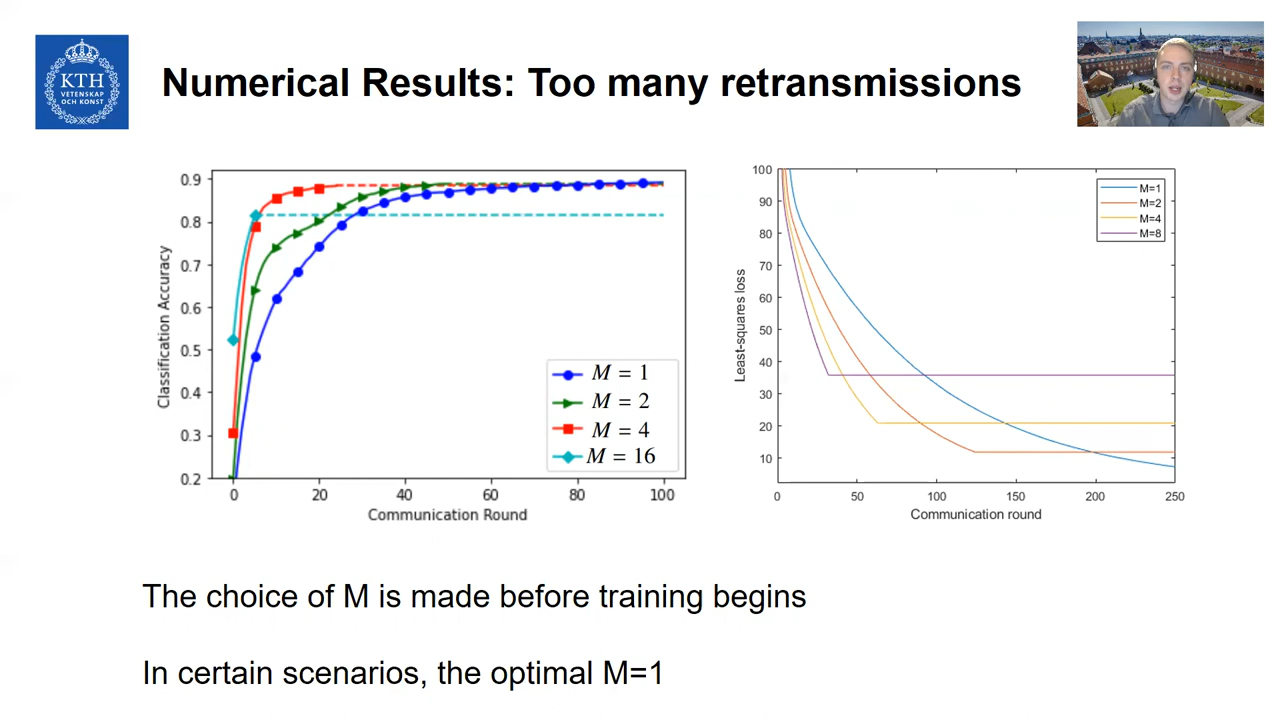 KTH
VETENSKAP
OCH KONST
Numerical Results: Too many retransmissions
0.9
0.8
0.7
0.6
0.5
0.4
0.3
0.2
Classification Accuracy
0 20 40 60 80 100
Communication Round
M = 1
M = 2
M = 4
M = 16
100
90
80
70
60
50
40
30
20
10
Least-squares loss
0 50 100 150 200 250
Communication round
M=1
M=2
M=4
M=8
The choice of M is made before training begins
In certain scenarios, the optimal M=1